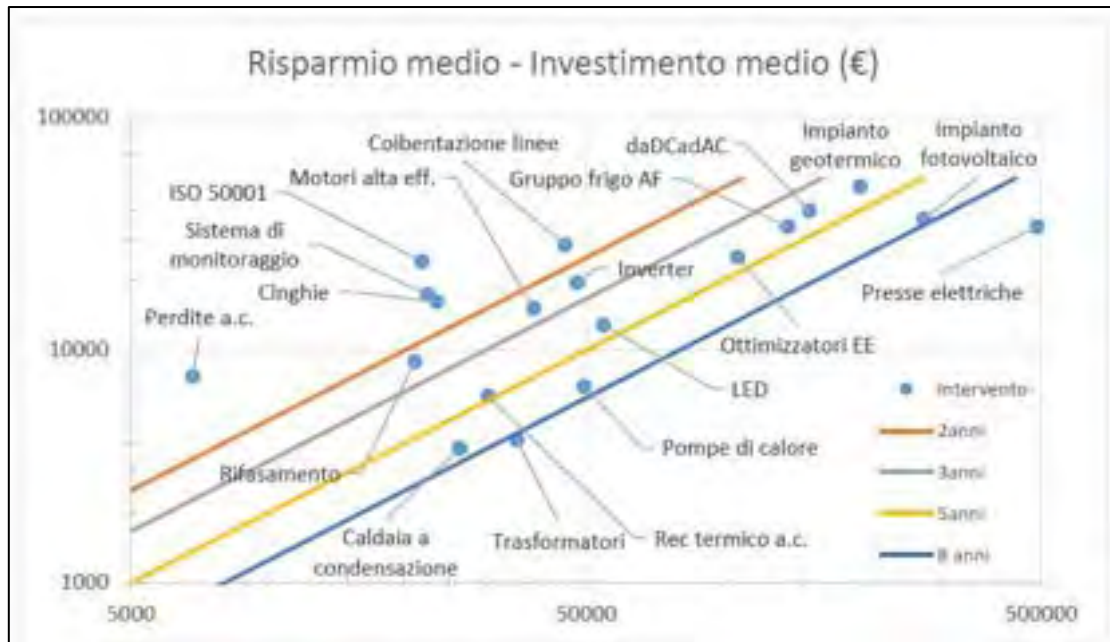 Risparmio medio - Investimento medio (€)
100000
Coibentazione linee
Motori alta eff.
ISO 50001
Sistema di
monitoraggio
Cinghie
Perdite a.c.
daDCadAC
Gruppo frigo AF
Impianto
geotermico
Impianto
fotovoltaico
Inverter
Presse elettriche
10000
Ottimizzatori EE
LED
Pompe di calore
Rifasamento
Caldaia a
condensazione
Trasformatori
Rec termico a.c.
Intervento
2anni
3anni
5anni
8 anni
1000
5000
50000
500000